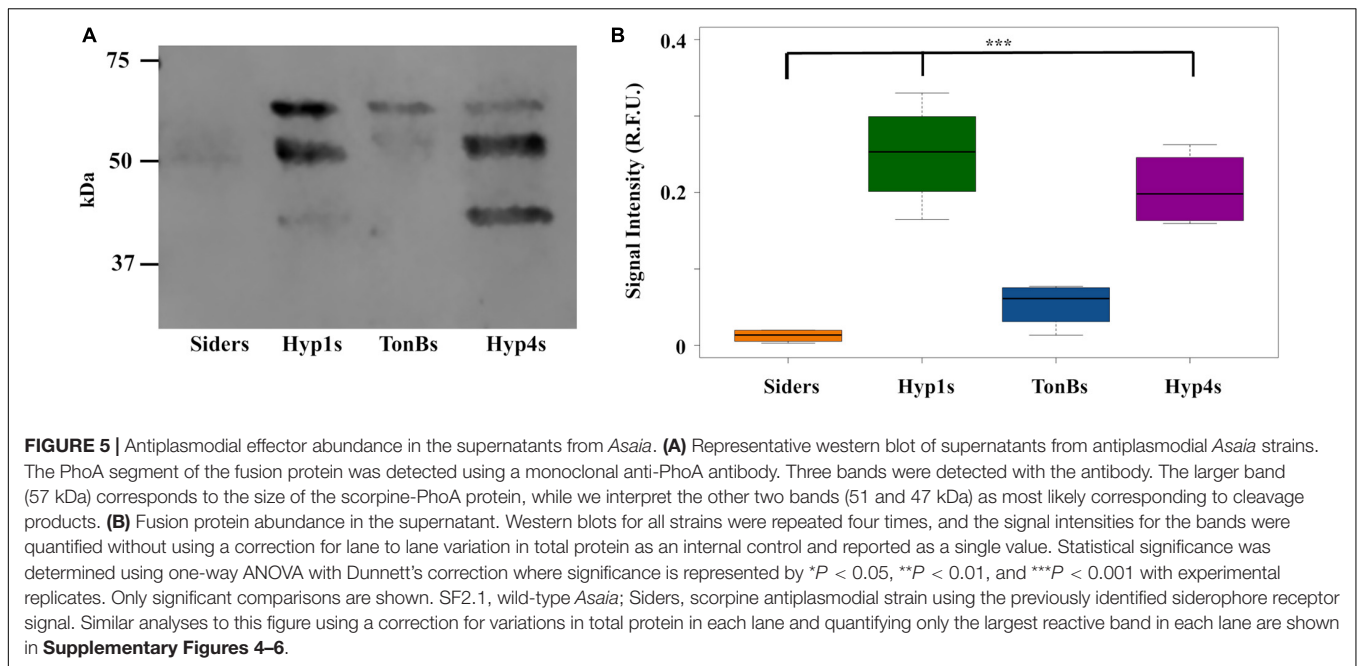 A
B
75
50
37
kDa
Siders Hyp1s TonBs Hyp4s
***
0.4
0.2
0
Signal Intensity (R.F.U.)
Siders Hyp1s TonBs Hyp4s
FIGURE 5 | Antiplasmodial effector abundance in the supernatants from Asaia. (A) Representative western blot of supernatants from antiplasmodial Asaia strains.
The PhoA segment of the fusion protein was detected using a monoclonal anti-PhoA antibody. Three bands were detected with the antibody. The larger band
(57 kDa) corresponds to the size of the scorpine-PhoA protein, while we interpret the other two bands (51 and 47 kDa) as most likely corresponding to cleavage
products. (B) Fusion protein abundance in the supernatant. Western blots for all strains were repeated four times, and the signal intensities for the bands were
quantified without using a correction for lane to lane variation in total protein as an internal control and reported as a single value. Statistical significance was
determined using one-way ANOVA with Dunnett's correction where significance is represented by *P < 0.05, **P < 0.01, and ***P < 0.001 with experimental
replicates. Only significant comparisons are shown. SF2.1, wild-type Asaia; Siders, scorpine antiplasmodial strain using the previously identified siderophore receptor
signal. Similar analyses to this figure using a correction for variations in total protein in each lane and quantifying only the largest reactive band in each lane are shown
in Supplementary Figures 4–6.